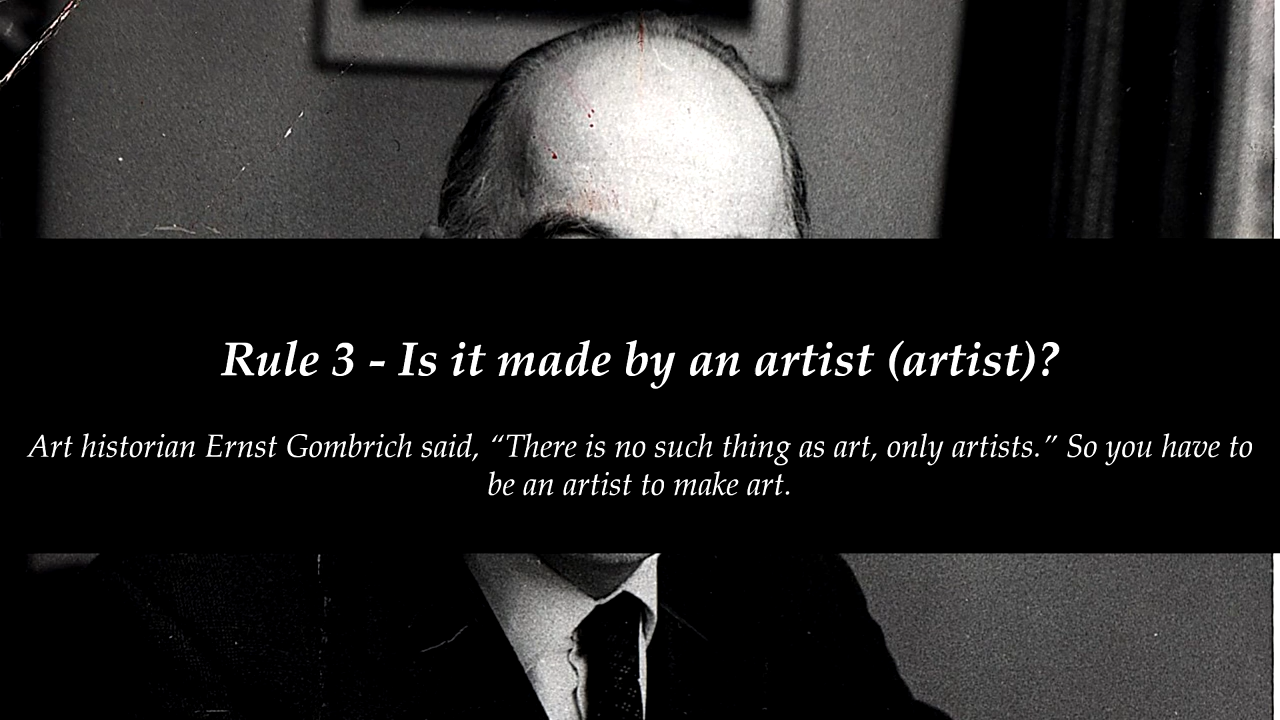 Rule 3 - Is it made by an artist (artist)?
Art historian Ernst Gombrich said, “There is no such thing as art, only artists.” So you have to
be an artist to make art.